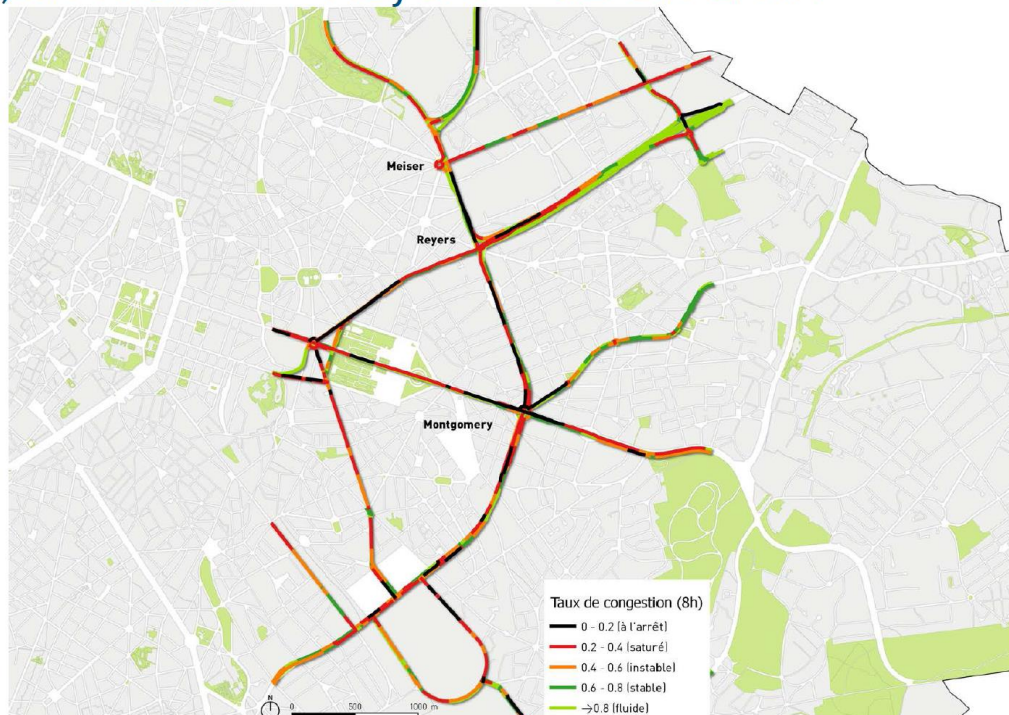 Meiser
Reyers
Montgomery
Taux de congestion (8h)
0 - 0.2 (à l'arrêt)
0.2 - 0.4 (saturé)
0.4 - 0.6 (instable)
0.6 - 0.8 (stable)
→0.8 (fluide)
N
0 500 1000 m